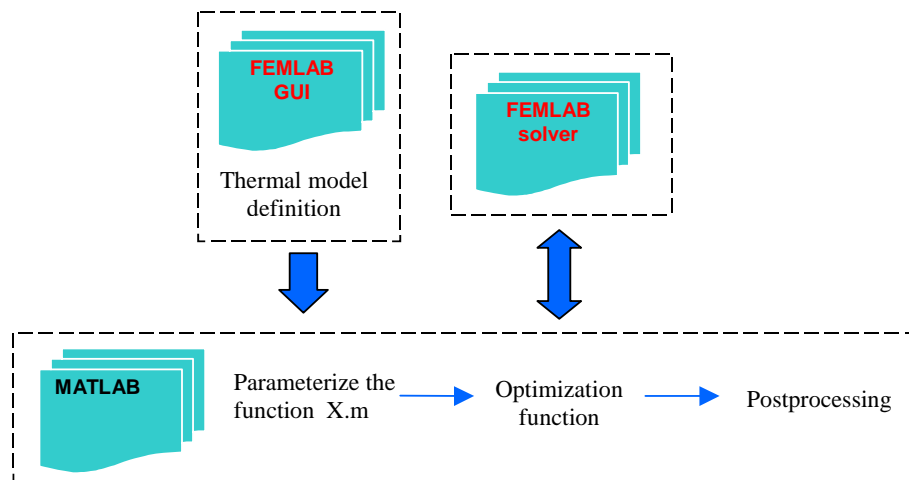 FEMLAB
GUI
Thermal model
definition
FEMLAB
solver
MATLAB
Parameterize the
function X.m
Optimization
function
Postprocessing